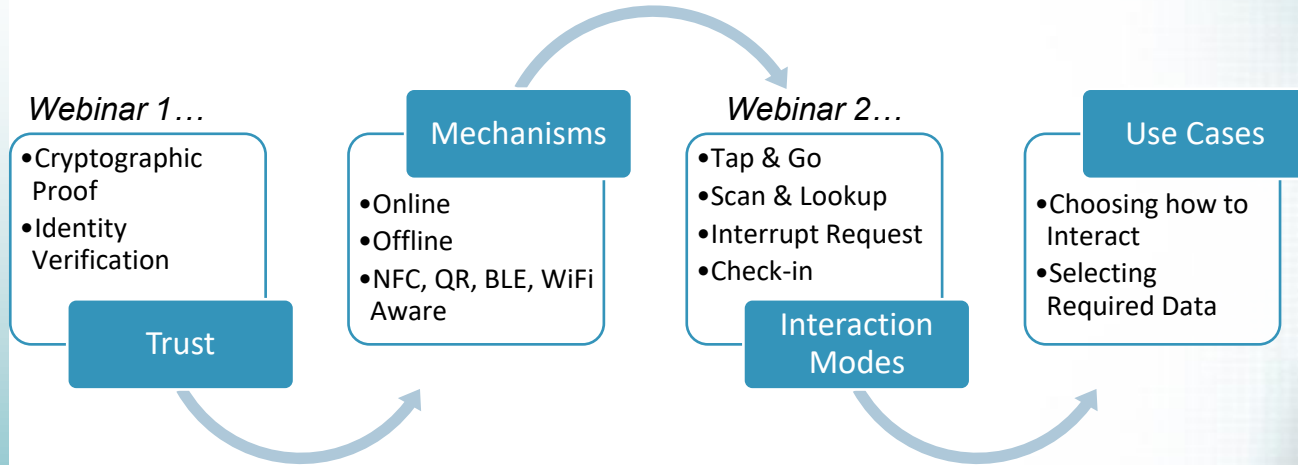 Webinar 1…
•Cryptographic
Proof
•Identity
Verification
Trust
Mechanisms
•Online
•Offline
•NFC, QR, BLE, WiFi
Aware
Webinar 2…
•Tap & Go
•Scan & Lookup
•Interrupt Request
•Check-in
Interaction
Modes
Use Cases
•Choosing how to
Interact
•Selecting
Required Data